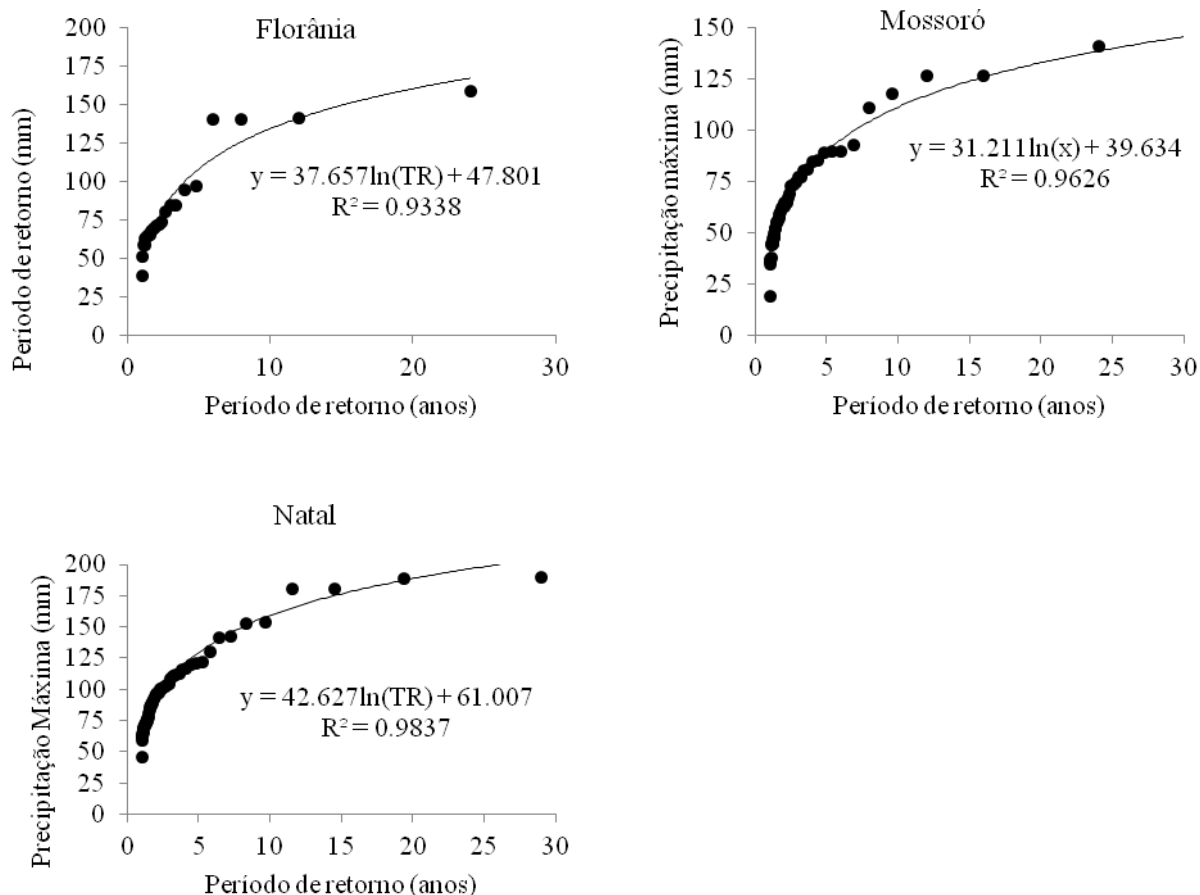 Florânia
Período de retorno (mm)
200
175
150
125
100
75
50
25
0
y = 37.657ln(TR) + 47.801
R² = 0.9338
0 10 20 30
Período de retorno (anos)
Mossoró
Precipitação máxima (mm)
150
125
100
75
50
25
0
y = 31.211ln(x) + 39.634
R² = 0.9626
0 5 10 15 20 25 30
Período de retorno (anos)
Natal
Precipitação Máxima (mm)
200
175
150
125
100
75
50
25
0
y = 42.627ln(TR) + 61.007
R² = 0.9837
0 5 10 15 20 25 30
Período de retorno (anos)